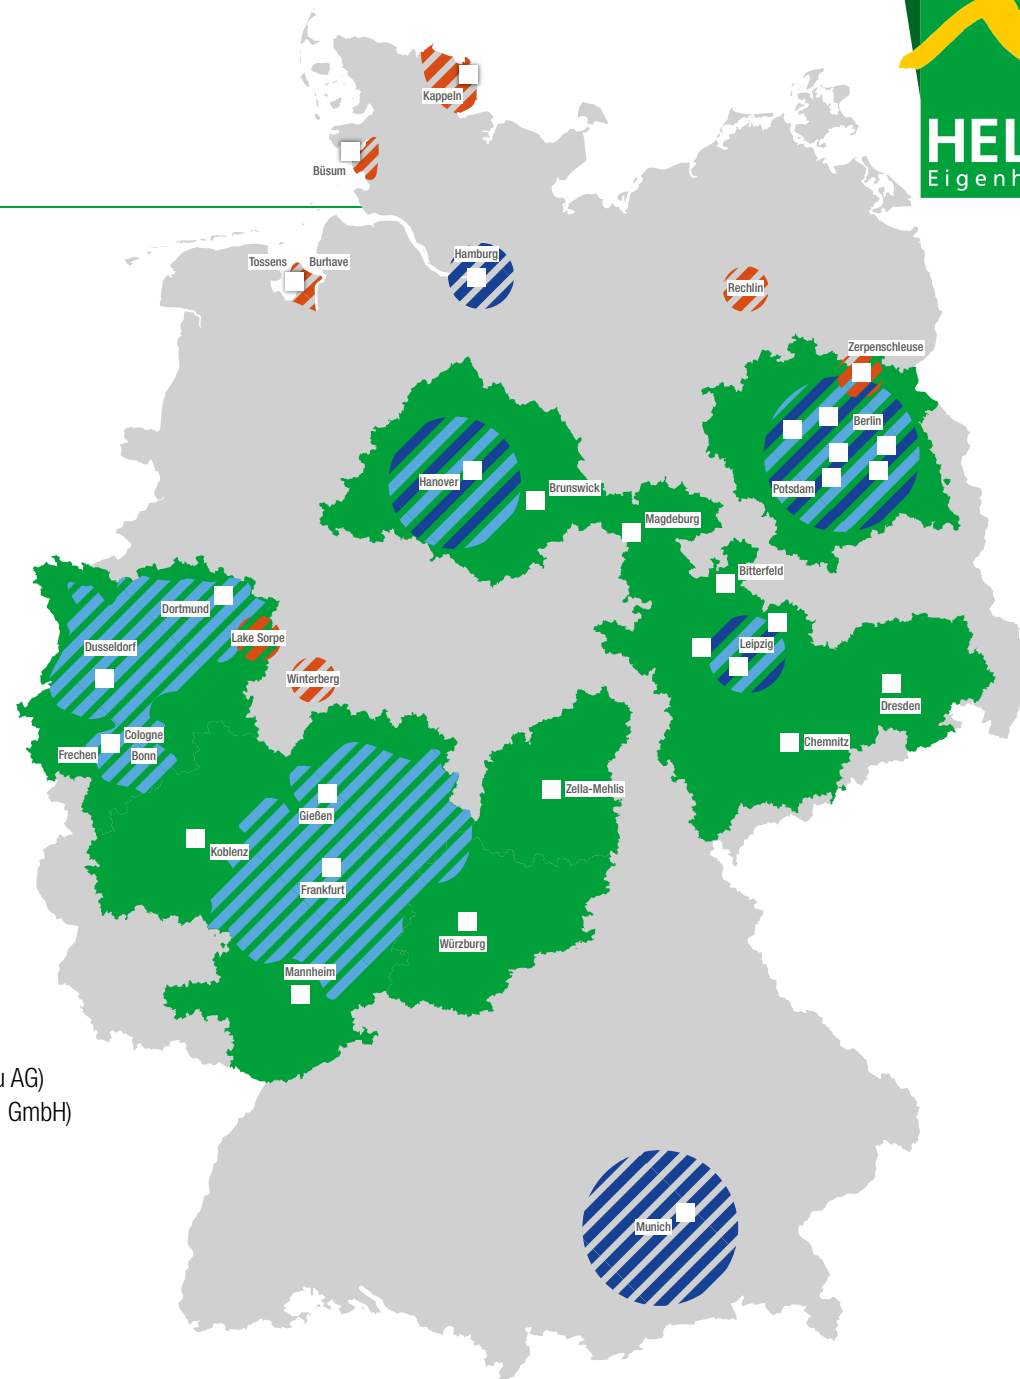 HEL
Eigenh
Kappeln
Büsum
Tossens Burhave
Hamburg
Rechlin
Zerpenschleuse
Berlin
Potsdam
Hanover
Brunswick
Magdeburg
Bitterfeld
Leipzig
Dresden
Chemnitz
Dortmund
Dusseldorf
Lake Sorpe
Winterberg
Cologne
Frechen
Bonn
Zella-Mehlis
Gießen
Koblenz
Frankfurt
Würzburg
Mannheim
AG)
GmbH)
Munich